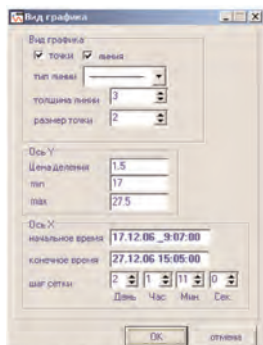 Вид графика
Вид графика
точки линия
тип линии
толщина линии 3
размер точки 2
Ось Y
Цена деления 1.5
min 17
max 27.5
Ось X
начальное время 17.12.06 _9:07:00
конечное время 27.12.06 15:05:00
шаг сетки 2 1 11 0
День Час Мин. Сек.
OK отмена